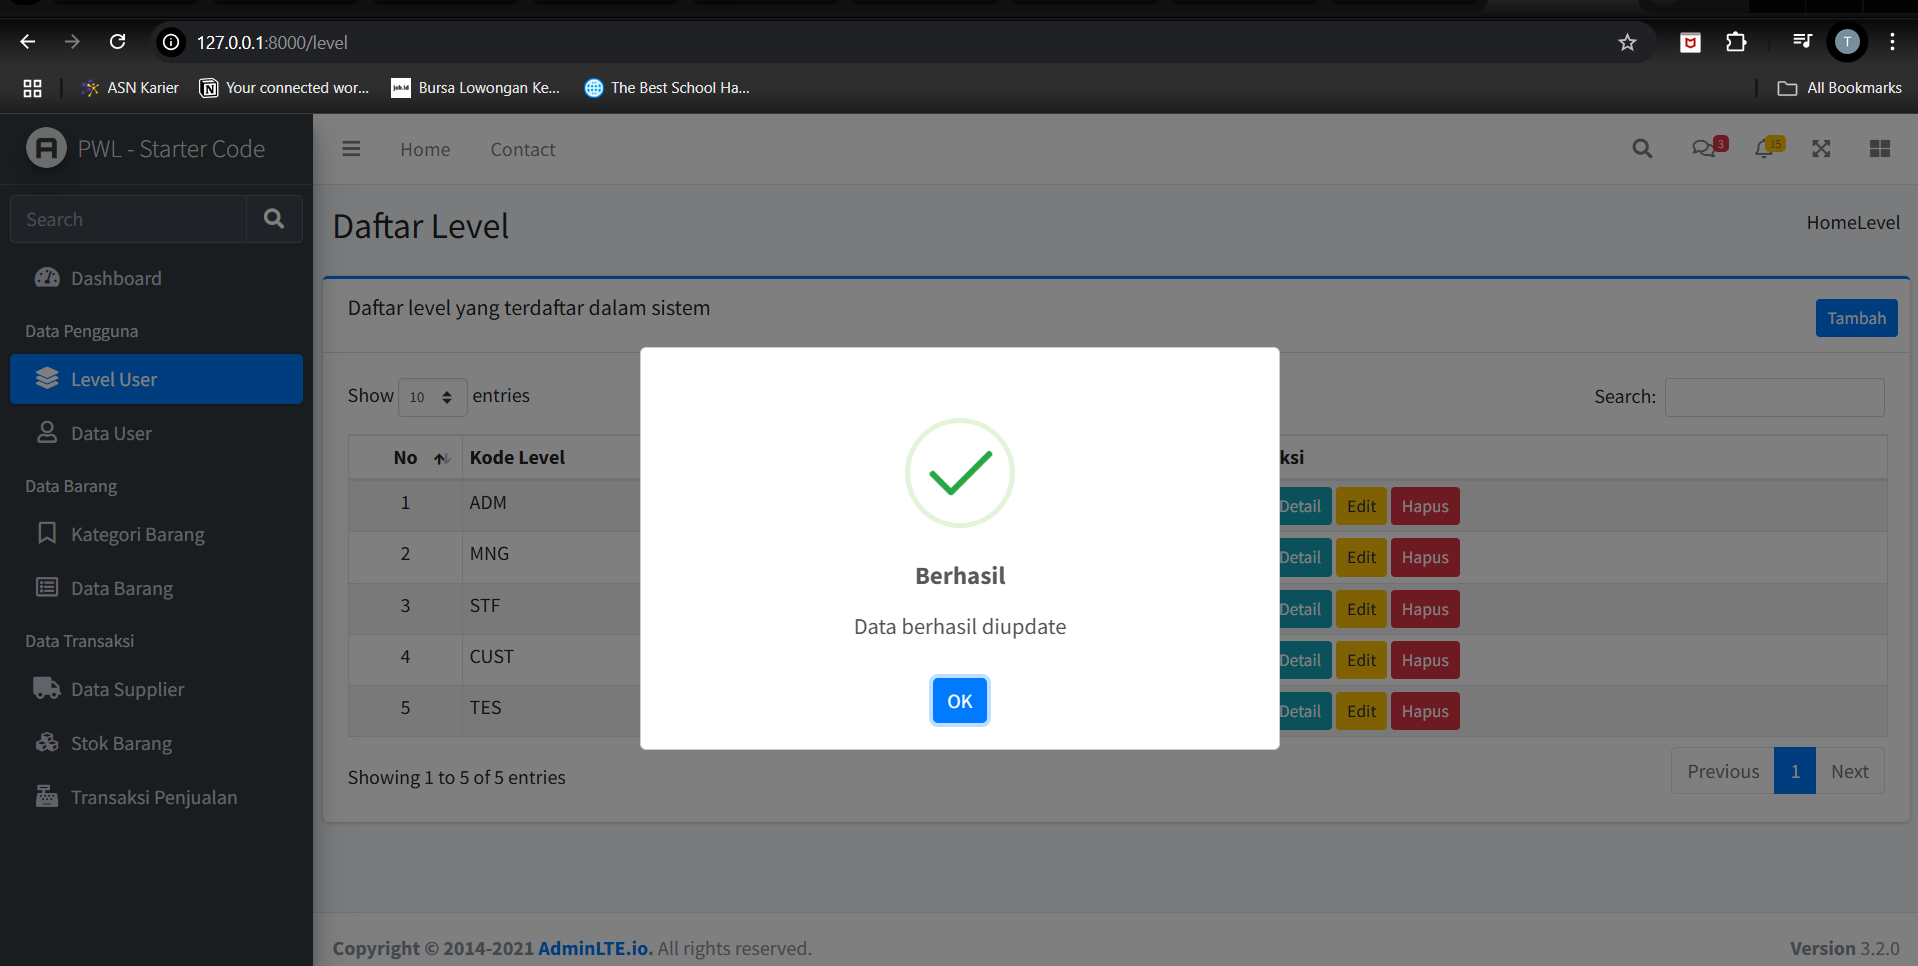 127.0.0.1:8000/level
T
ASN Karier
Your connected wor...
Bursa Lowongan Ke...
The Best School Ha...
All Bookmarks
PWL - Starter Code
Home
Contact
3
15
Search
Daftar Level
HomeLevel
Dashboard
Daftar level yang terdaftar dalam sistem
Tambah
Data Pengguna
Level User
Data User
Data Barang
Kategori Barang
Data Barang
Data Transaksi
Data Supplier
Stok Barang
Transaksi Penjualan
Show 10 entries
Search:
No Kode Level ksi
1 ADM Detail Edit Hapus
2 MNG Detail Edit Hapus
3 STF Detail Edit Hapus
4 CUST Detail Edit Hapus
5 TES Detail Edit Hapus
Berhasil
Data berhasil diupdate
OK
Showing 1 to 5 of 5 entries
Previous 1 Next
Copyright © 2014-2021 AdminLTE.io. All rights reserved.
Version 3.2.0